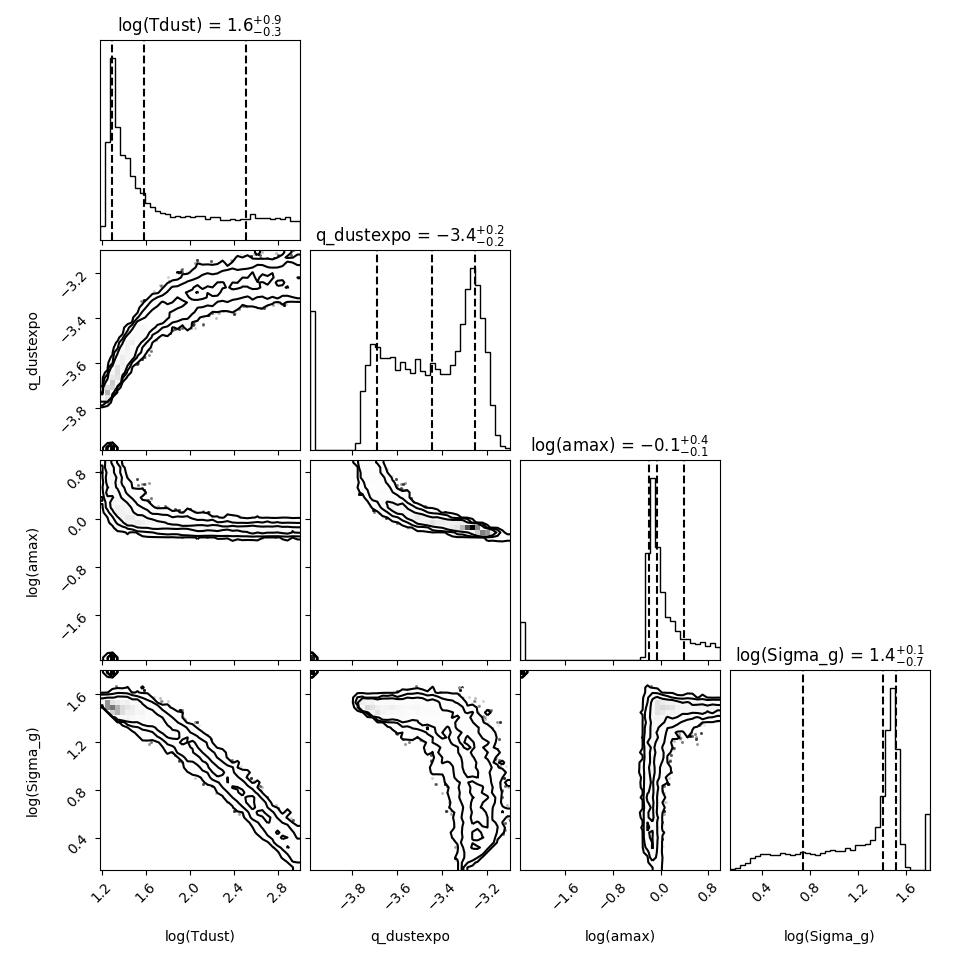 log(Tdust) = 1.6+0.9−0.3
q_dustexpo = −3.4+0.2−0.2
q_dustexpo
−3.2
−3.4
−3.6
−3.8
log(amax) = −0.1+0.4−0.1
log(amax)
0.8
0.0
−0.8
−1.6
log(Sigma_g) = 1.4+0.1−0.7
log(Sigma_g)
1.6
1.2
0.8
0.4
1.2 1.6 2.0 2.4 2.8 −3.8 −3.6 −3.4 −3.2 −1.6 −0.8 0.0 0.8 0.4 0.8 1.2 1.6
log(Tdust) q_dustexpo log(amax) log(Sigma_g)